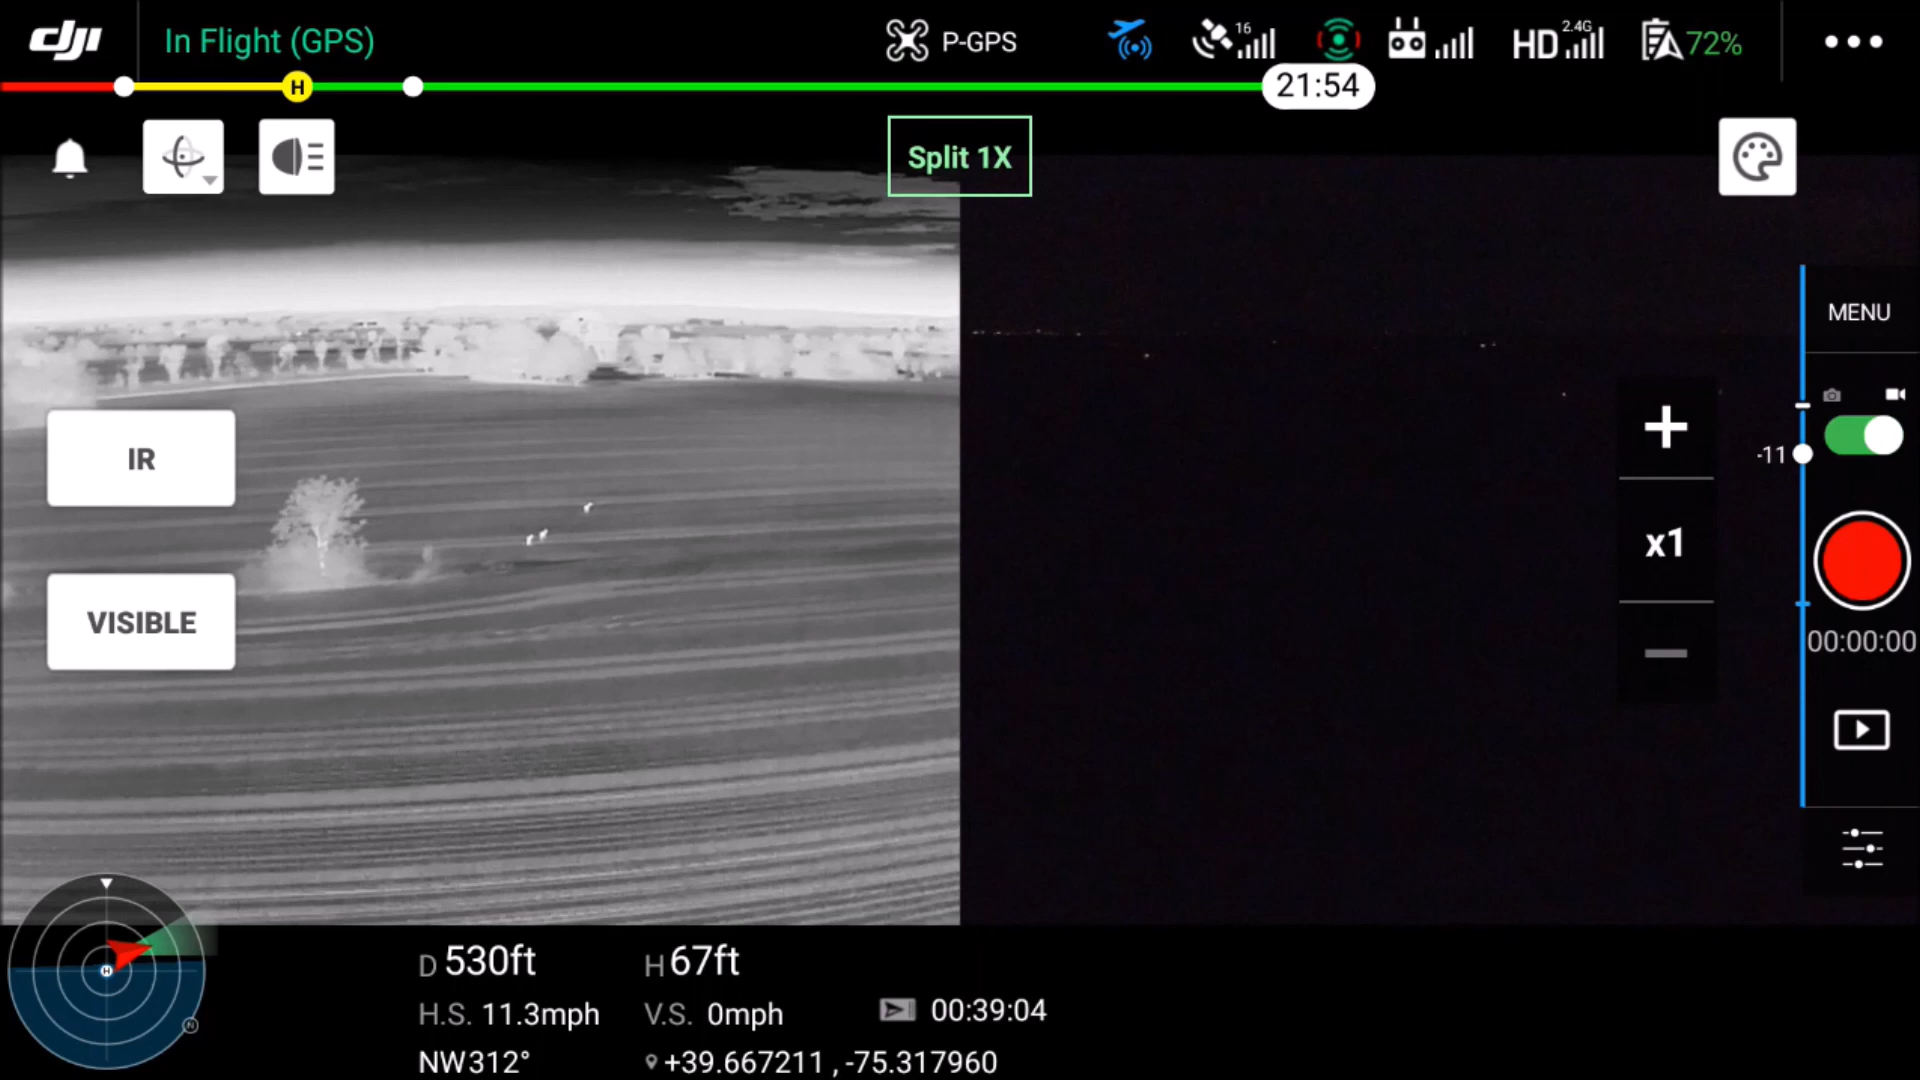 dji
In Flight (GPS)
P-GPS
16
HD 2.4G
72%
H
21:54
Split 1X
MENU
IR
-11
x1
VISIBLE
00:00:00
D 530ft
H 67ft
H.S. 11.3mph
V.S. 0mph
00:39:04
NW312°
+39.667211 , -75.317960
H
N